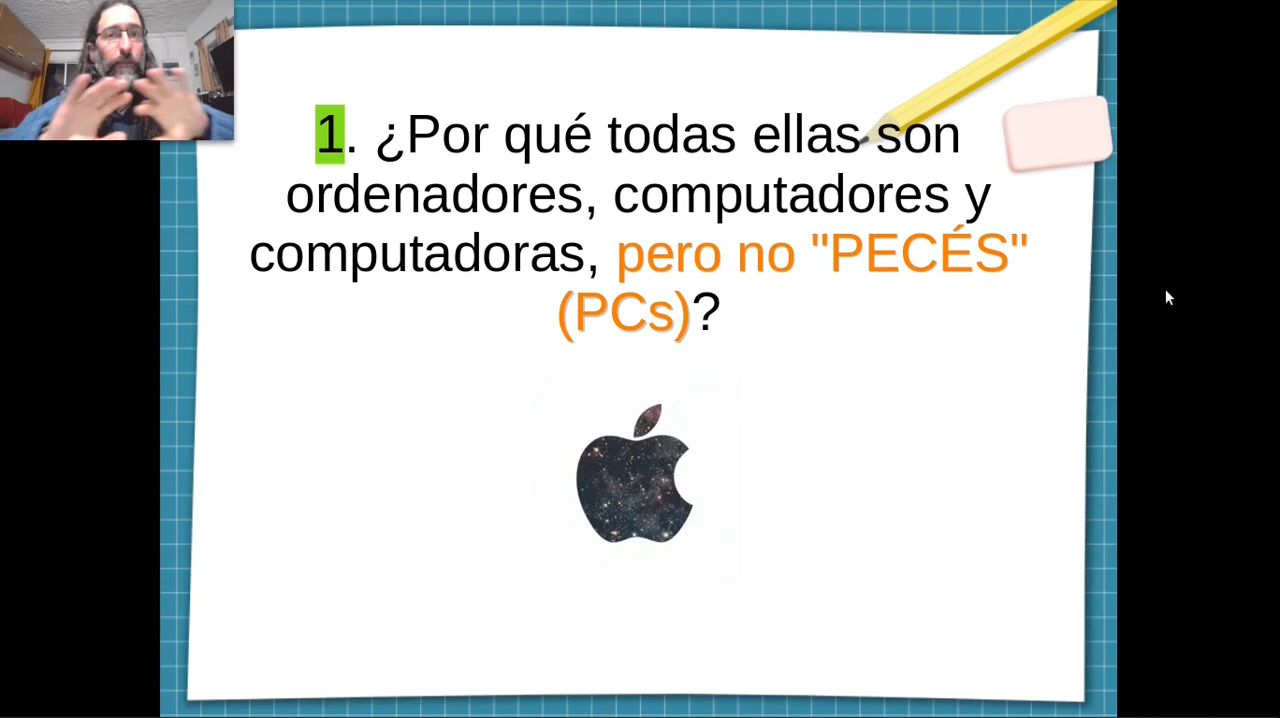 1. ¿Por qué todas ellas son
ordenadores, computadores y
computadoras, pero no "PECÉS"
(PCs)?